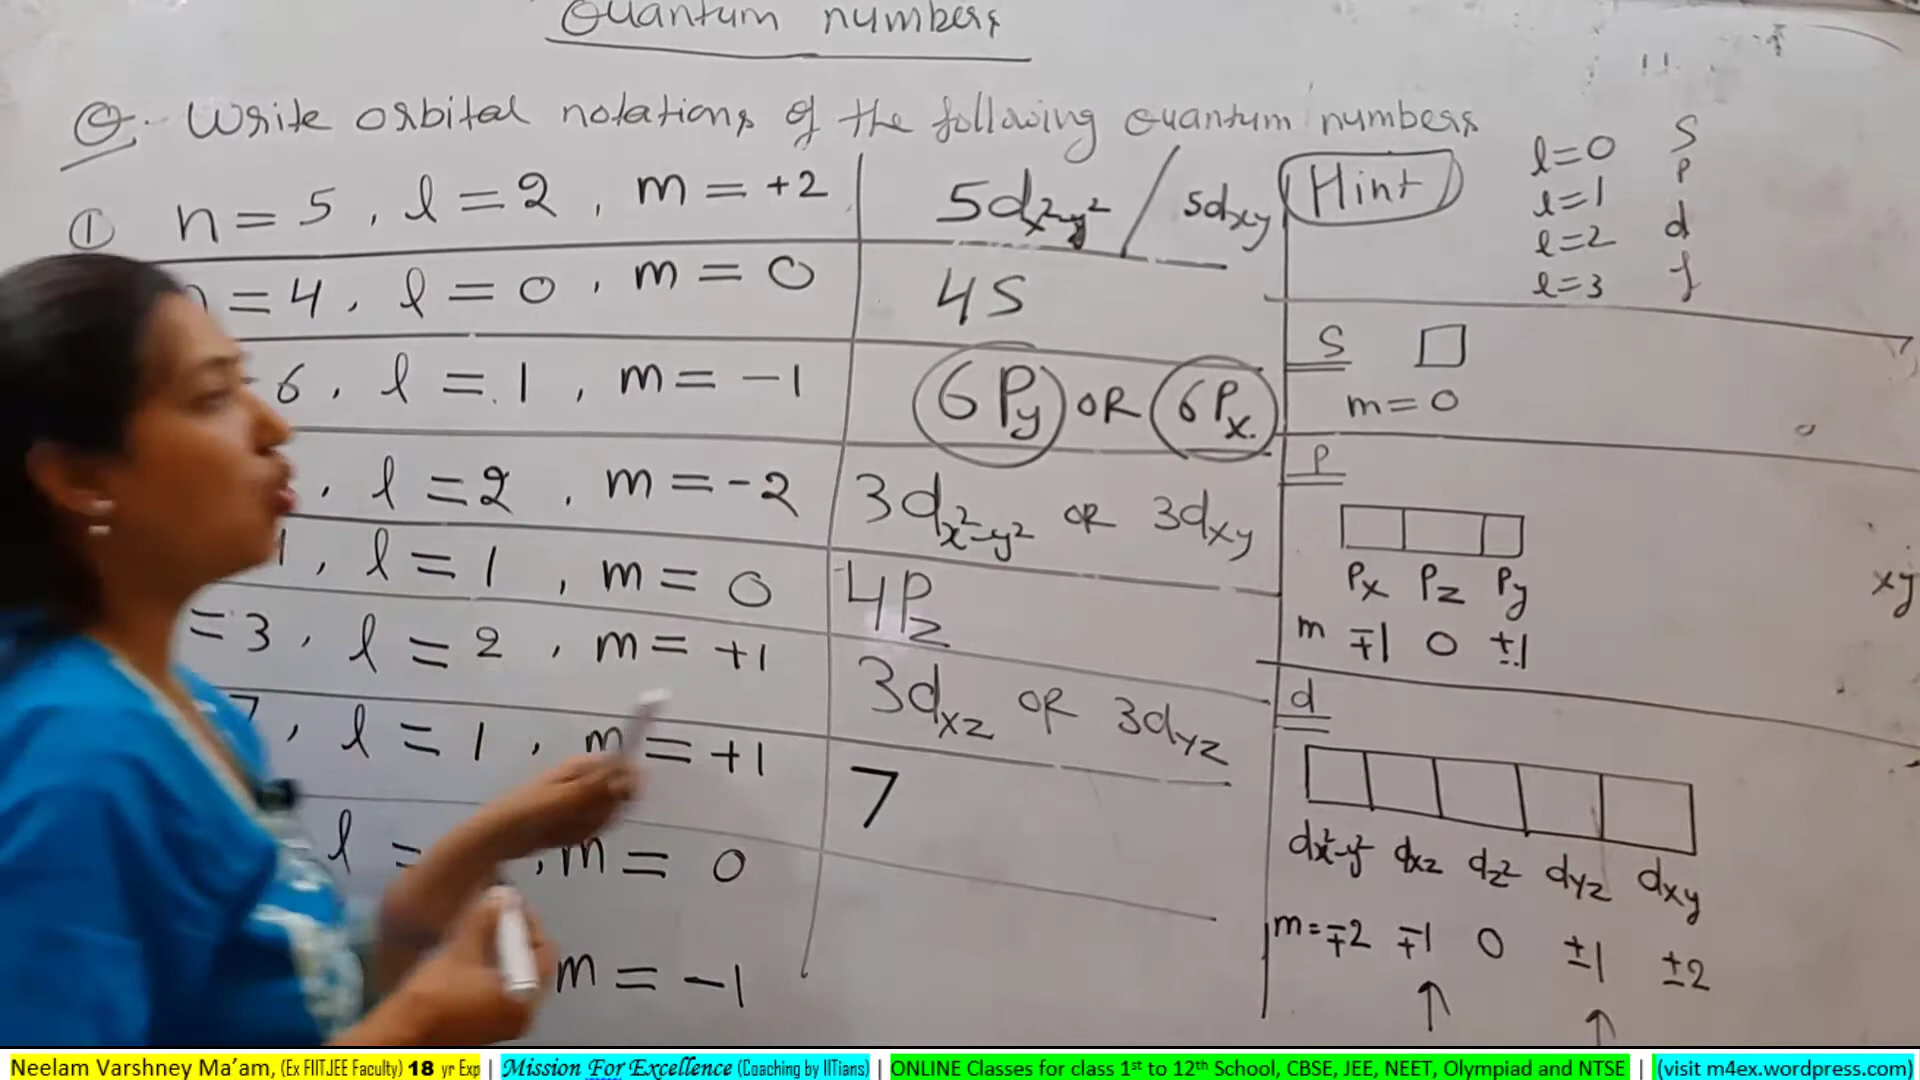 Quantum numbers
Q. Write orbital notations of the following Quantum numbers
① n = 5 , l = 2 , m = +2 5dx²-y² / 5dxy
= 4 , l = 0 , m = 0 4S
6 , l = 1 , m = -1 6Py OR 6Px
, l = 2 , m = -2 3dx²-y² OR 3dxy
, l = 1 , m = 0 4Pz
= 3 , l = 2 , m = +1 3dxz OR 3dyz
7 , l = 1 , m = +1 7
l = , m = 0
m = -1
Hint
l=0 S
l=1 P
l=2 d
l=3 f
S
m = 0
P
Px Pz Py
m ∓1 0 ±1
d
dx²-y² dxz dz² dyz dxy
m = ∓2 ∓1 0 ±1 ±2
xy
Neelam Varshney Ma’am, (Ex FIITJEE Faculty) 18 yr Exp | Mission For Excellence (Coaching by IITians) | ONLINE Classes for class 1st to 12th School, CBSE, JEE, NEET, Olympiad and NTSE | (visit m4ex.wordpress.com)